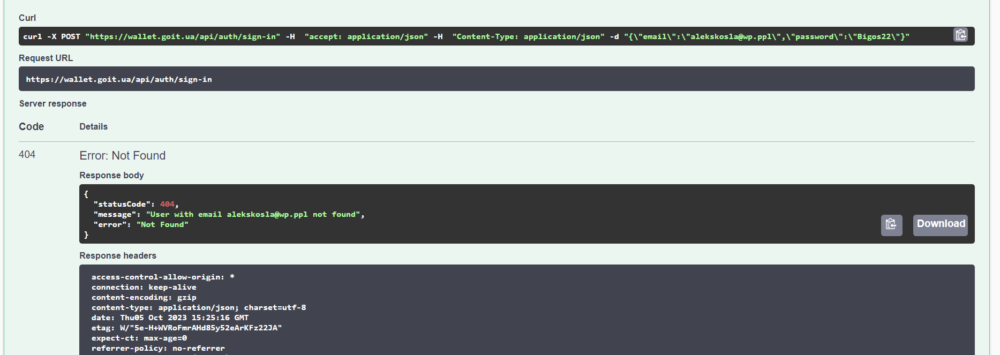 Curl
curl -X POST "https://wallet.goit.ua/api/auth/sign-in" -H  "accept: application/json" -H  "Content-Type: application/json" -d "{\"email\":\"alekskosla@wp.ppl\",\"password\":\"Bigos22\"}"
Request URL
https://wallet.goit.ua/api/auth/sign-in
Server response
Code Details
404 Error: Not Found
Response body
{
  "statusCode": 404,
  "message": "User with email alekskosla@wp.ppl not found",
  "error": "Not Found"
}
Download
Response headers
access-control-allow-origin: *
connection: keep-alive
content-encoding: gzip
content-type: application/json; charset=utf-8
date: Thu05 Oct 2023 15:25:16 GMT
etag: W/"5e-H+WVRoFmrAHd85y52eArKFz22JA"
expect-ct: max-age=0
referrer-policy: no-referrer